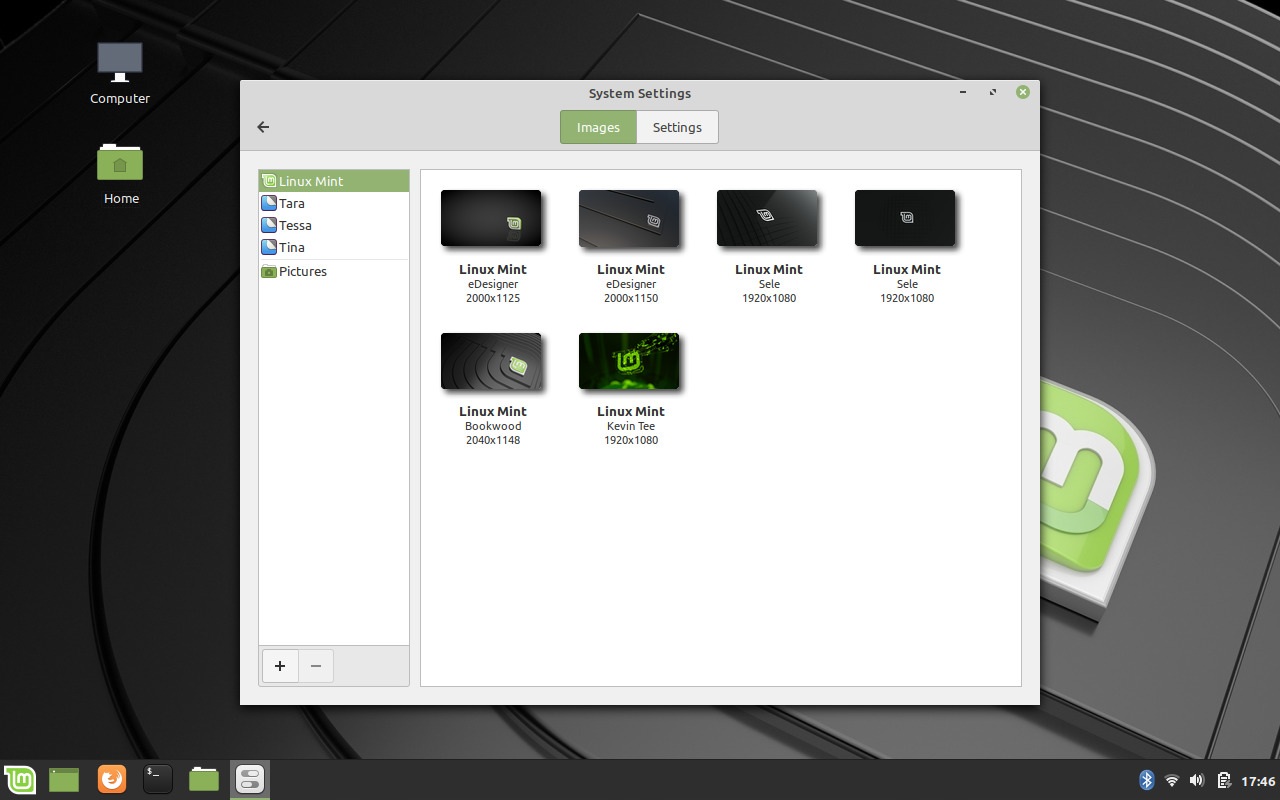 Computer
Home
System Settings
Images Settings
Linux Mint
Tara
Tessa
Tina
Pictures
Linux Mint
eDesigner
2000x1125
Linux Mint
eDesigner
2000x1150
Linux Mint
Sele
1920x1080
Linux Mint
Sele
1920x1080
Linux Mint
Bookwood
2040x1148
Linux Mint
Kevin Tee
1920x1080
17:46